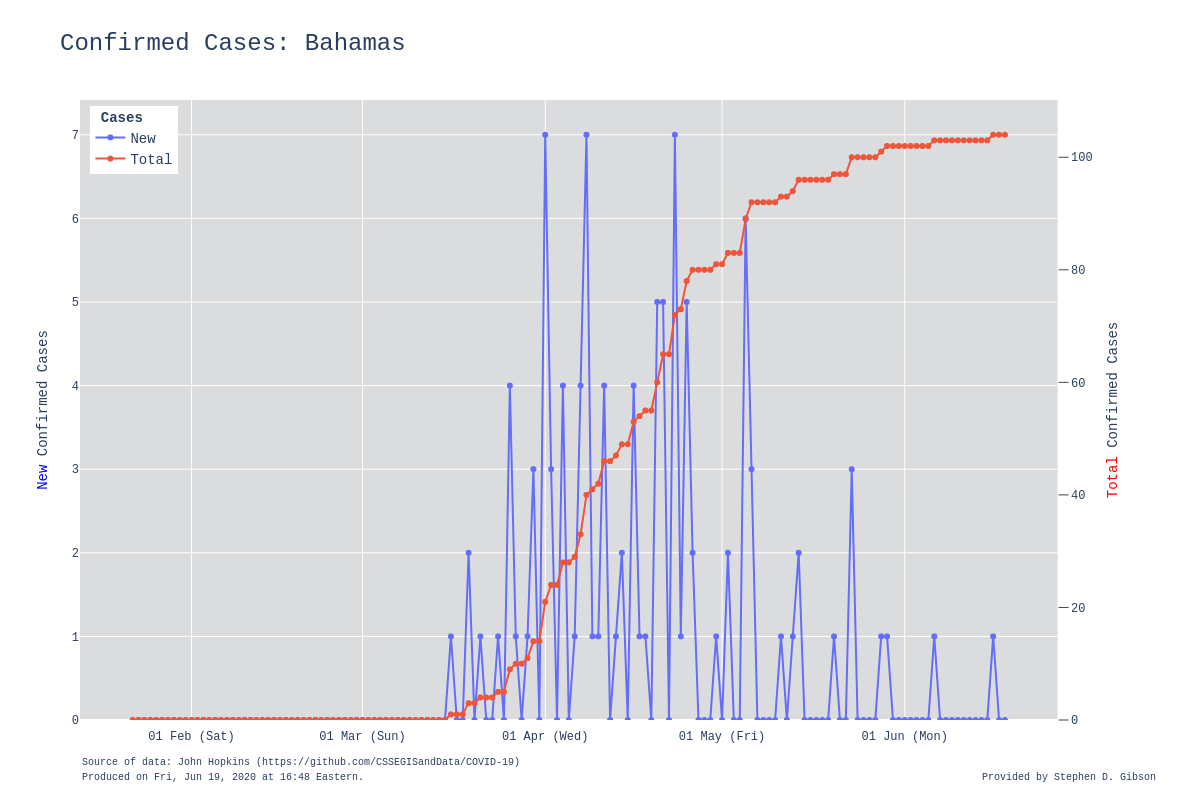 Confirmed Cases: Bahamas
Cases
New
Total
7
6
5
4
3
2
1
0
New Confirmed Cases
100
80
60
40
20
0
Total Confirmed Cases
01 Feb (Sat)
01 Mar (Sun)
01 Apr (Wed)
01 May (Fri)
01 Jun (Mon)
Source of data: John Hopkins (https://github.com/CSSEGISandData/COVID-19)
Produced on Fri, Jun 19, 2020 at 16:48 Eastern.
Provided by Stephen D. Gibson